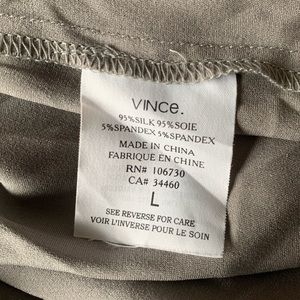 VINCE.
95%SILK 95%SOIE
5%SPANDEX 5%SPANDEX
MADE IN CHINA
FABRIQUE EN CHINE
RN# 106730
CA# 34460
L
SEE REVERSE FOR CARE
VOIR L'INVERSE POUR LE SOIN